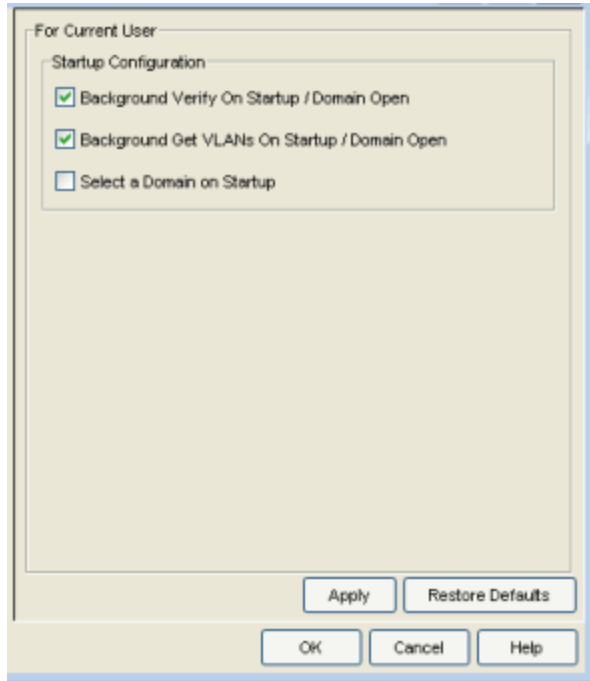 For Current User
Startup Configuration
Background Verify On Startup / Domain Open
Background Get VLANs On Startup / Domain Open
Select a Domain on Startup
Apply
Restore Defaults
OK
Cancel
Help